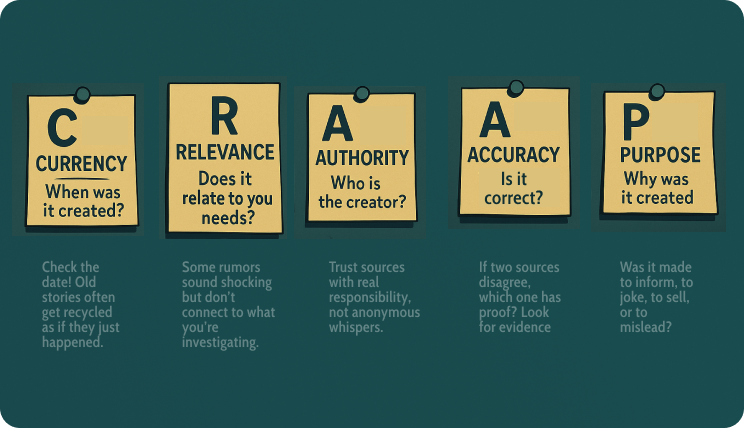 C
CURRENCY
When was
it created?
Check the
date! Old
stories often
get recycled
as if they just
happened.
R
RELEVANCE
Does it
relate to you
needs?
Some rumors
sound shocking
but don't
connect to what
you're
investigating.
A
AUTHORITY
Who is
the creator?
Trust sources
with real
responsibility,
not anonymous
whispers.
A
ACCURACY
Is it
correct?
If two sources
disagree,
which one has
proof? Look
for evidence
P
PURPOSE
Why was
it created
Was it made
to inform, to
joke, to sell,
or to
mislead?